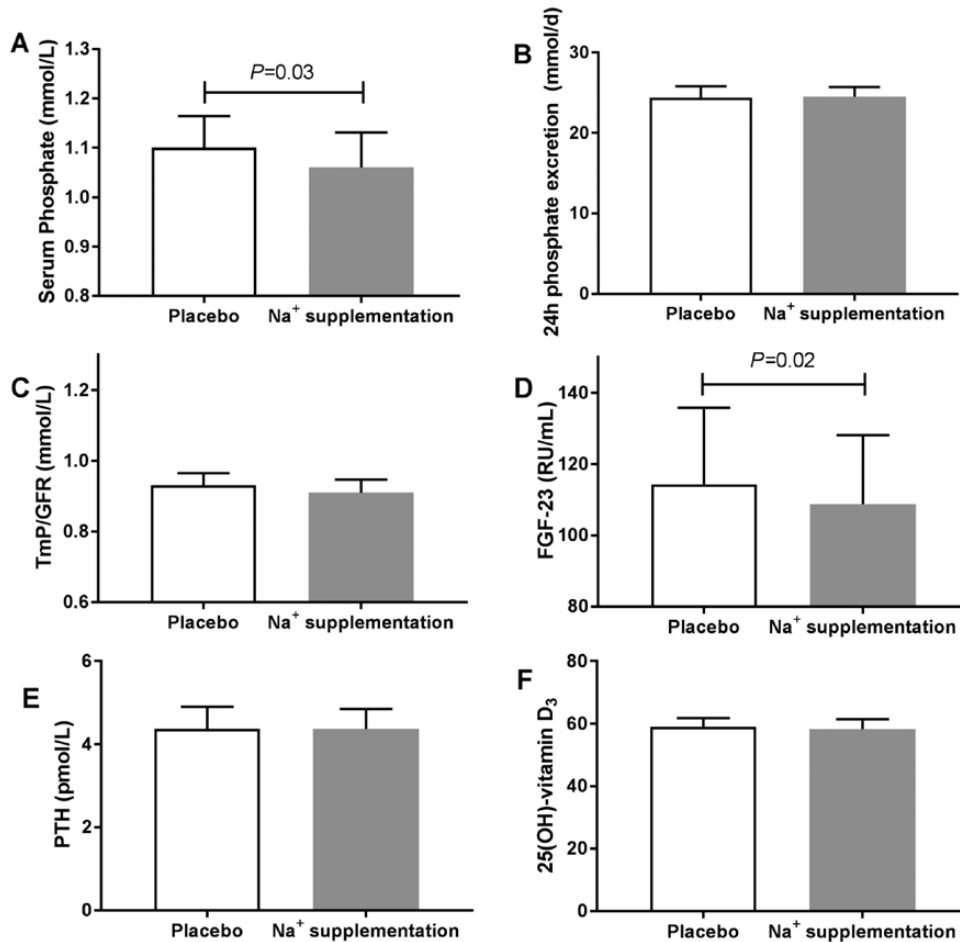 A
Serum Phosphate (mmol/L)
1.3
1.2
1.1
1.0
0.9
0.8
P=0.03
Placebo
Na⁺ supplementation
B
24h phosphate excretion (mmol/d)
30
20
10
0
Placebo
Na⁺ supplementation
C
TmP/GFR (mmol/L)
1.2
1.0
0.8
0.6
Placebo
Na⁺ supplementation
D
FGF-23 (RU/mL)
140
120
100
80
P=0.02
Placebo
Na⁺ supplementation
E
PTH (pmol/L)
6
4
2
0
Placebo
Na⁺ supplementation
F
25(OH)-vitamin D₃
80
60
40
20
0
Placebo
Na⁺ supplementation